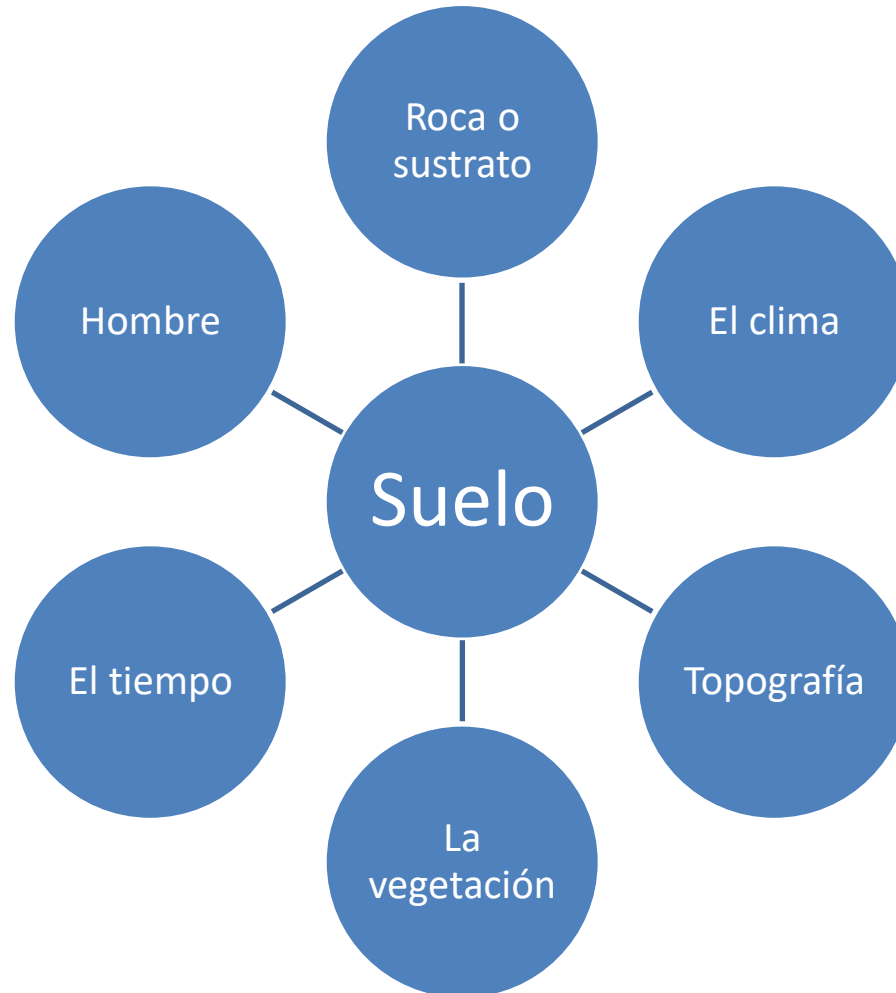 Roca o
sustrato
Hombre
El clima
Suelo
El tiempo
Topografía
La
vegetación